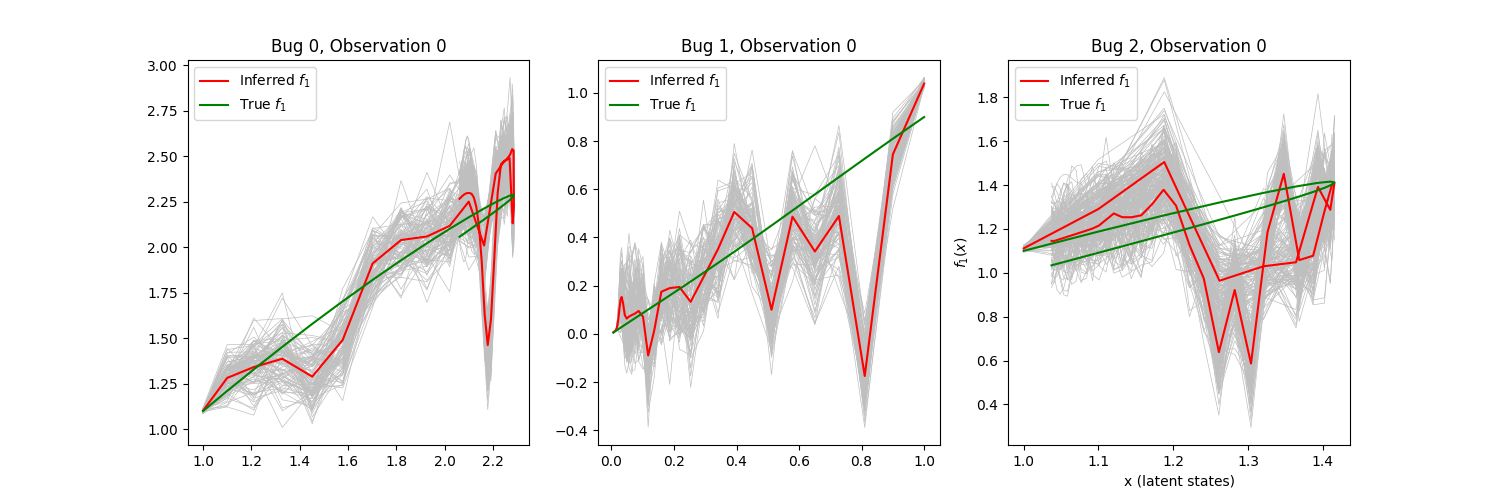 Bug 0, Observation 0
Inferred f₁
True f₁
3.00
2.75
2.50
2.25
2.00
1.75
1.50
1.25
1.00
1.0 1.2 1.4 1.6 1.8 2.0 2.2
Bug 1, Observation 0
Inferred f₁
True f₁
1.0
0.8
0.6
0.4
0.2
0.0
−0.2
−0.4
0.0 0.2 0.4 0.6 0.8 1.0
Bug 2, Observation 0
Inferred f₁
True f₁
f₁(x)
1.8
1.6
1.4
1.2
1.0
0.8
0.6
0.4
1.0 1.1 1.2 1.3 1.4
x (latent states)